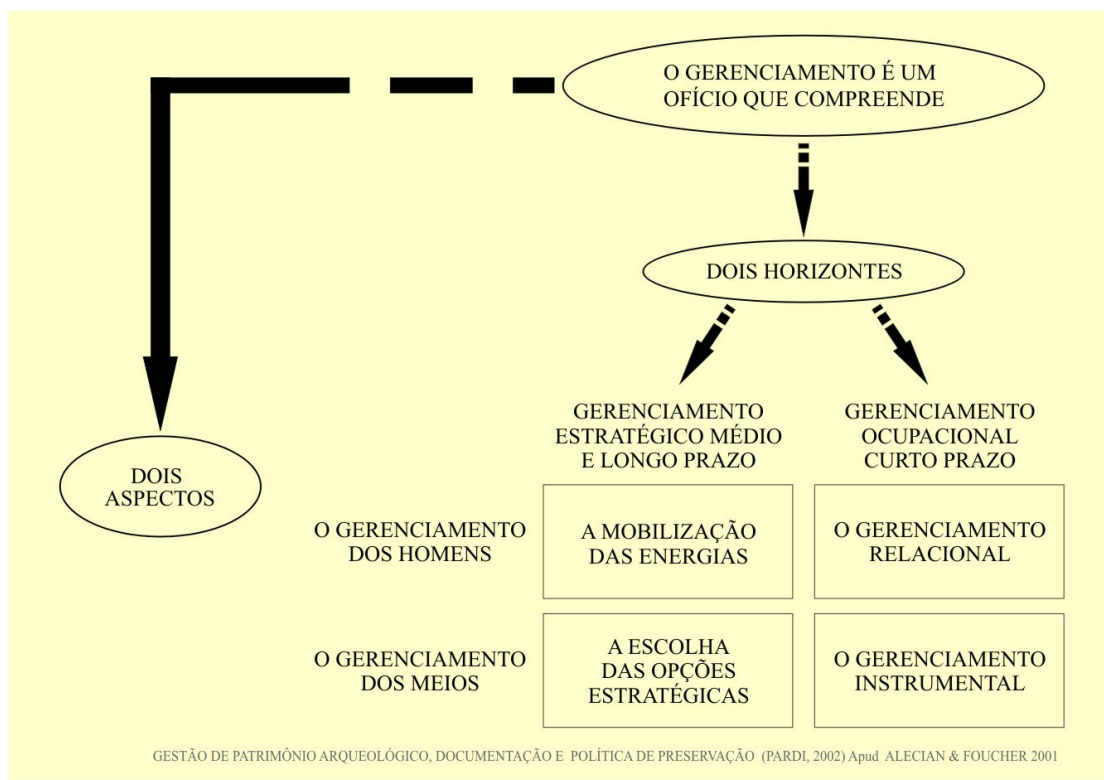 O GERENCIAMENTO É UM
OFÍCIO QUE COMPREENDE
DOIS HORIZONTES
GERENCIAMENTO
ESTRATÉGICO MÉDIO
E LONGO PRAZO
GERENCIAMENTO
OCUPACIONAL
CURTO PRAZO
DOIS
ASPECTOS
O GERENCIAMENTO
DOS HOMENS
A MOBILIZAÇÃO
DAS ENERGIAS
O GERENCIAMENTO
RELACIONAL
O GERENCIAMENTO
DOS MEIOS
A ESCOLHA
DAS OPÇÕES
ESTRATÉGICAS
O GERENCIAMENTO
INSTRUMENTAL
GESTÃO DE PATRIMÔNIO ARQUEOLÓGICO, DOCUMENTAÇÃO E POLÍTICA DE PRESERVAÇÃO (PARDI, 2002) Apud ALECIAN & FOUCHER 2001